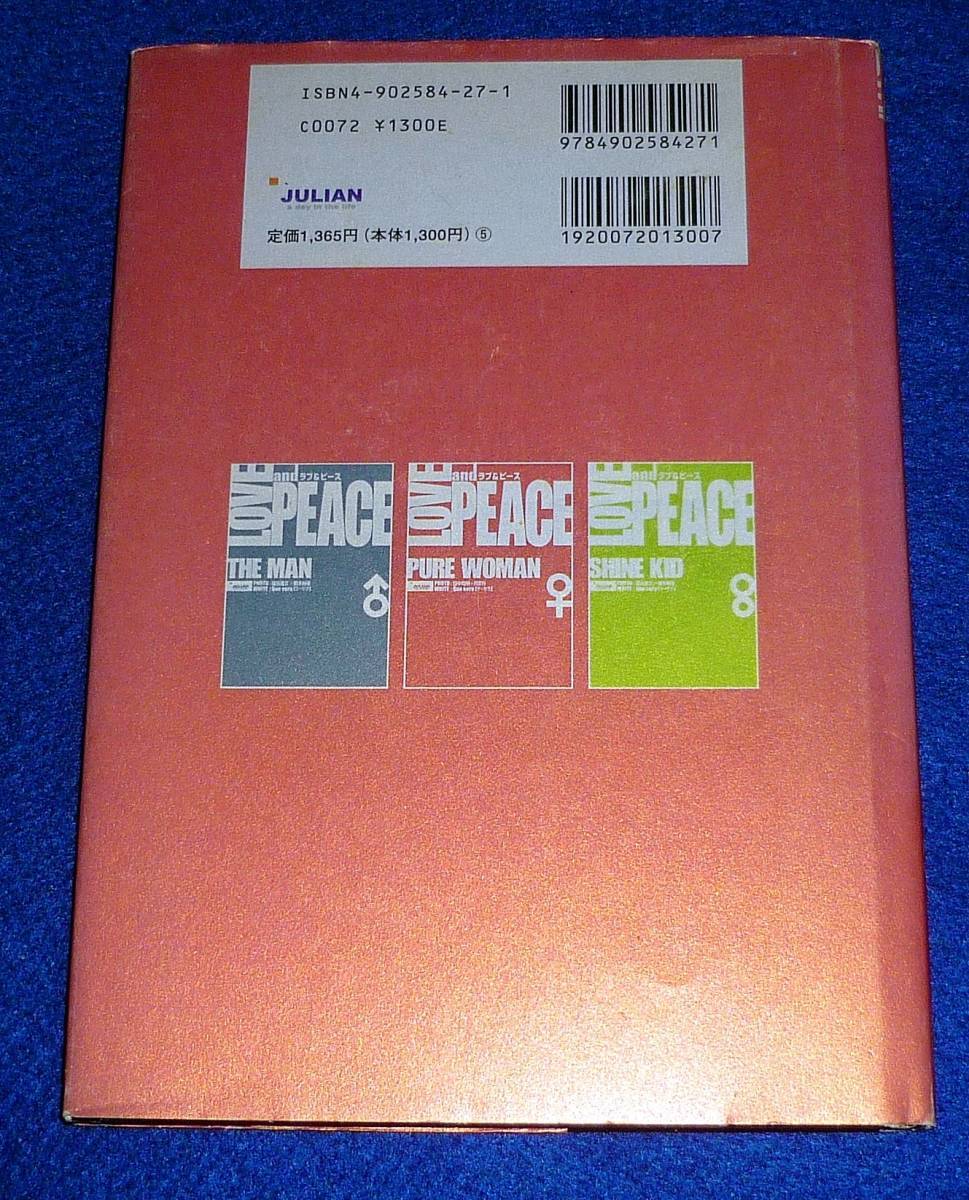 ISBN4-902584-27-1
C0072 ¥1300E
9784902584271
JULIAN
a day in the life
定価1,365円(本体1,300円)⑤
1920072013007
LOVE and ラブ&ピース
PEACE
THE MAN
♂
LOVE and ラブ&ピース
PEACE
PURE WOMAN
♀
LOVE and ラブ&ピース
PEACE
SHINE KID